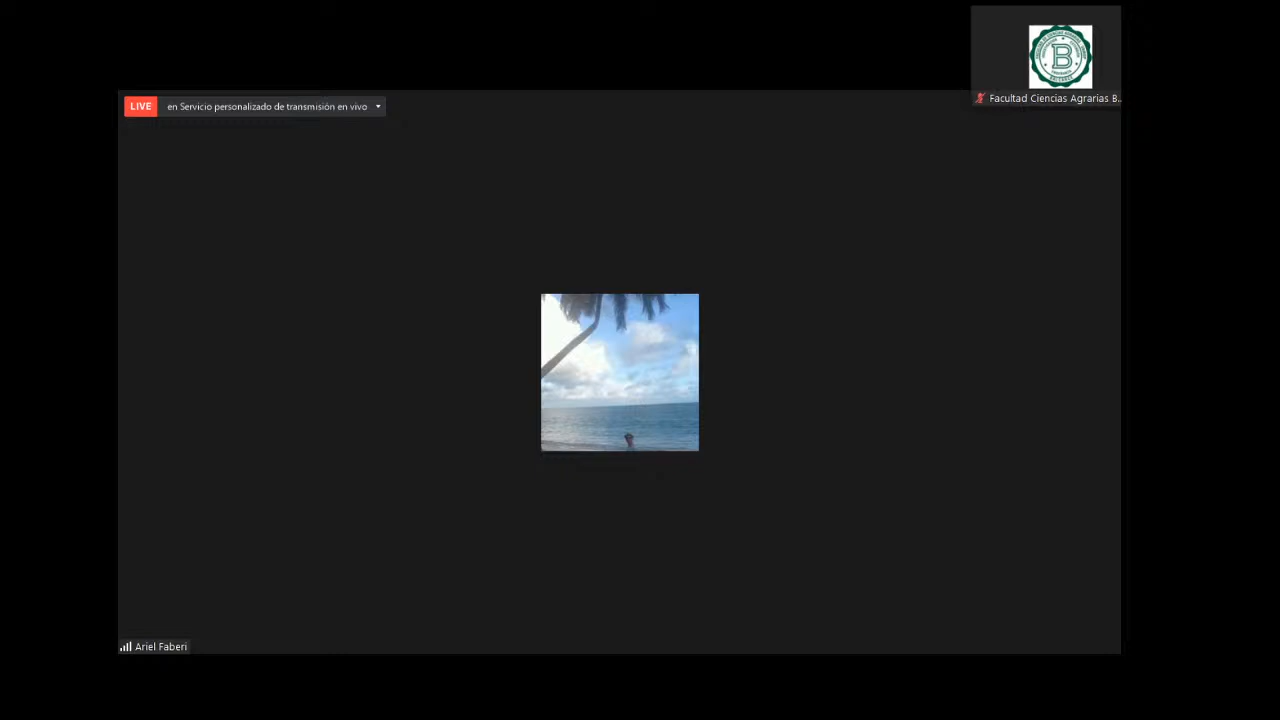 LIVE en Servicio personalizado de transmisión en vivo
B
Facultad Ciencias Agrarias B...
Ariel Faberi